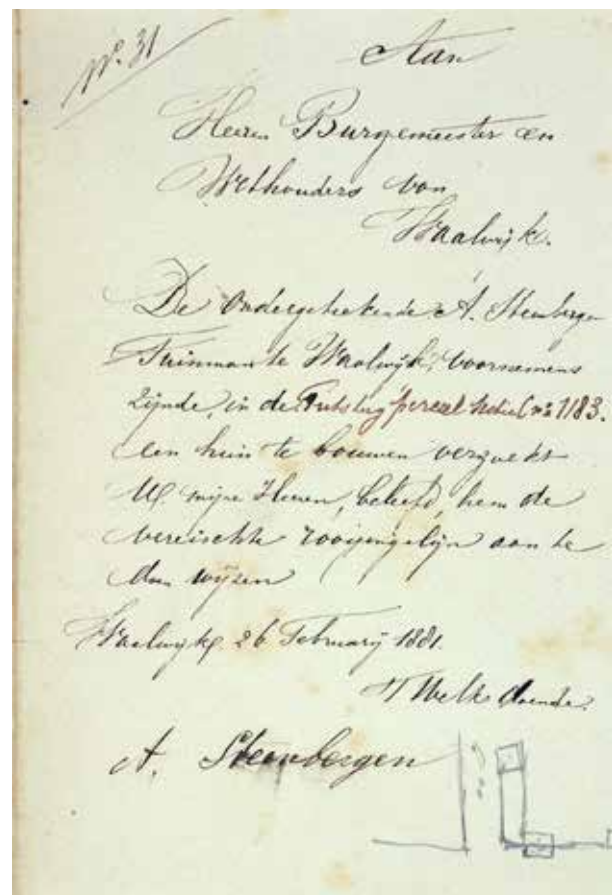 No. 31
Aan
Heeren Burgemeester en
Wethouders van
Waalwijk.
De ondergeteekende A. Steenbergen
Tuinman te Waalwijk, voornemens
zijnde, in de perceel Sectie C no 1183.
een huis te bouwen verzoekt
U, mijne Heeren, beleefd, hem de
vereischte rooijingslijn aan te
doen wijzen
Waalwijk 26 Februarij 1881.
't Welk doende.
A. Steenbergen